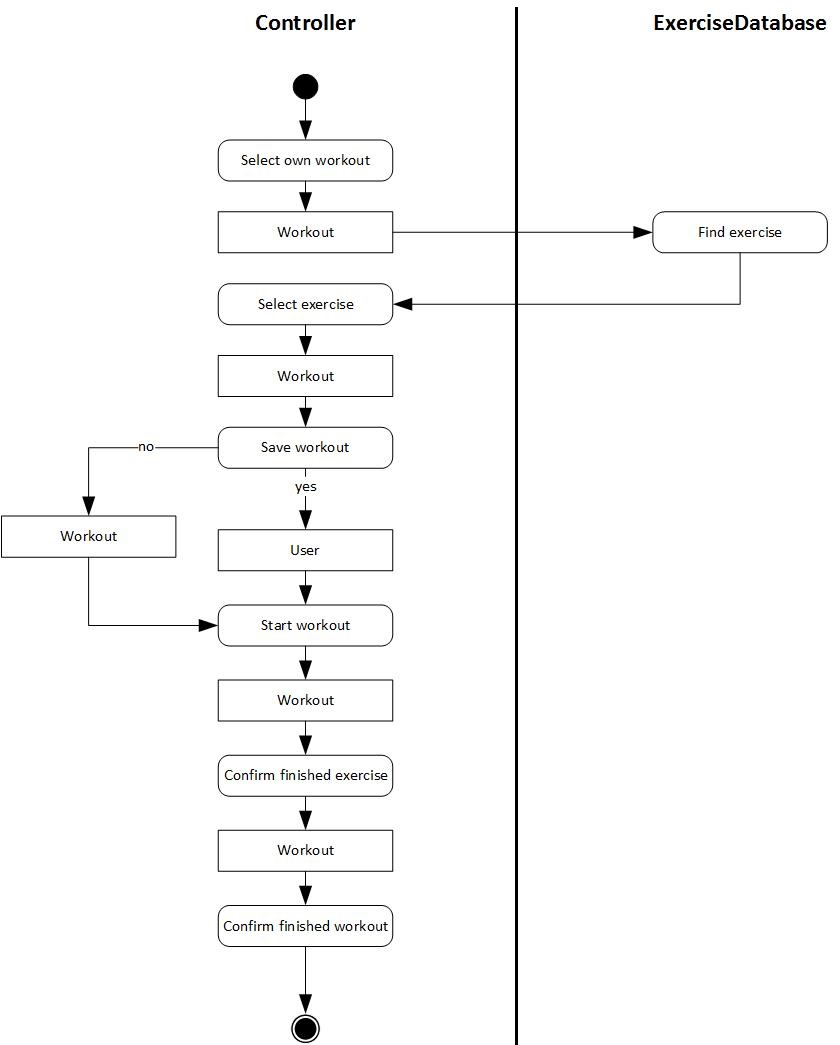 Controller
ExerciseDatabase
Select own workout
Workout
Find exercise
Select exercise
Workout
Save workout
no
yes
Workout
User
Start workout
Workout
Confirm finished exercise
Workout
Confirm finished workout